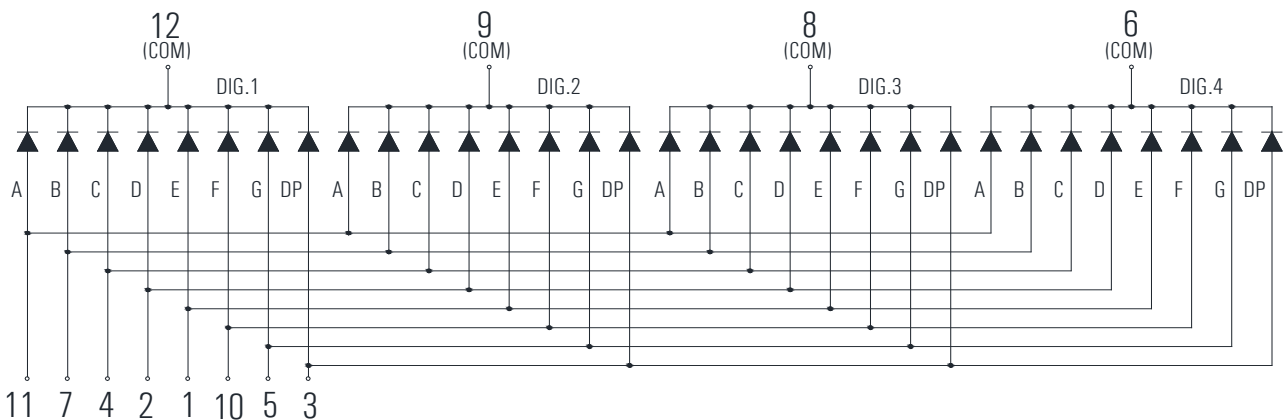 12 9 8 6
(COM) (COM) (COM) (COM)
DIG.1 DIG.2 DIG.3 DIG.4
A B C D E F G DP A B C D E F G DP A B C D E F G DP A B C D E F G DP
11 7 4 2 1 10 5 3